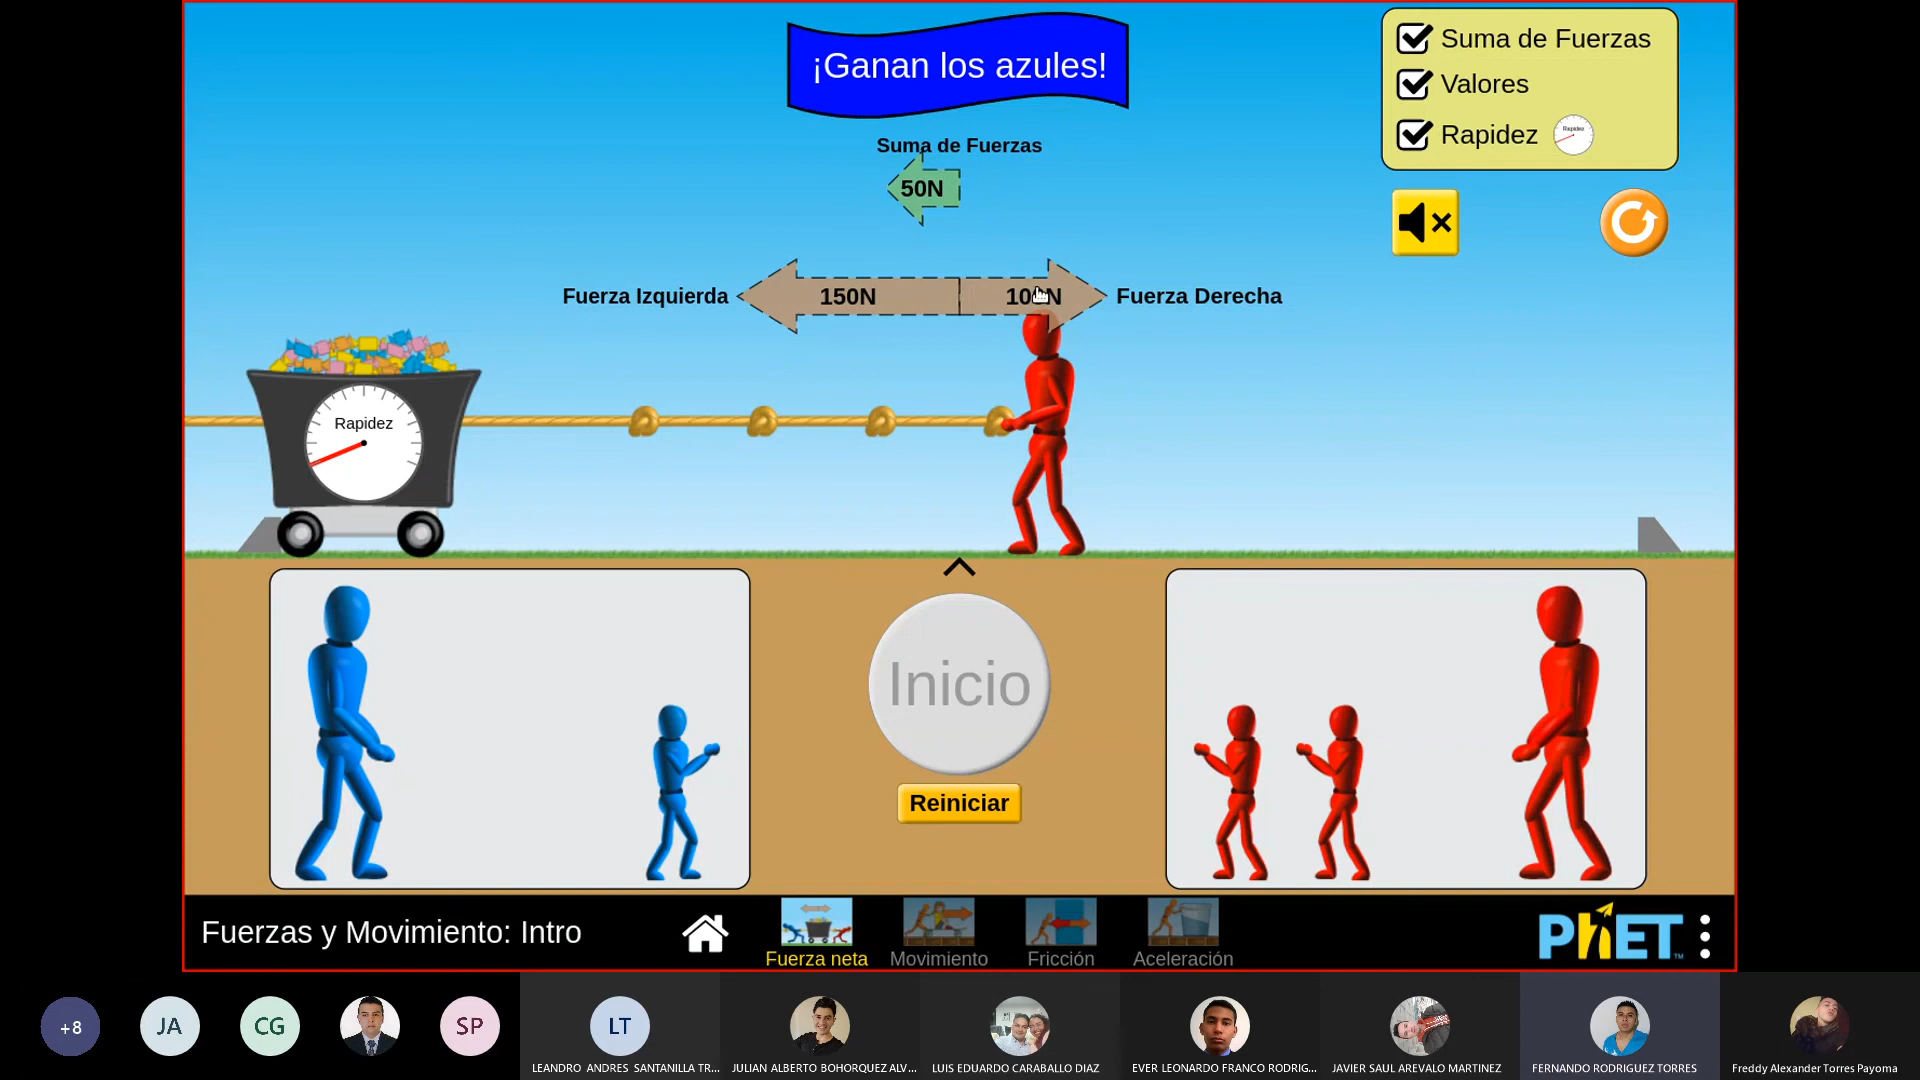 ¡Ganan los azules!
Suma de Fuerzas
50N
Fuerza Izquierda
150N
100N
Fuerza Derecha
Suma de Fuerzas
Valores
Rapidez
Rapidez
Rapidez
Inicio
Reiniciar
Fuerzas y Movimiento: Intro
Fuerza neta
Movimiento
Fricción
Aceleración
PhET™
+8
JA
CG
SP
LT
LEANDRO ANDRES SANTANILLA TR...
JULIAN ALBERTO BOHORQUEZ ALV...
LUIS EDUARDO CARABALLO DIAZ
EVER LEONARDO FRANCO RODRIG...
JAVIER SAUL AREVALO MARTINEZ
FERNANDO RODRIGUEZ TORRES
Freddy Alexander Torres Payoma